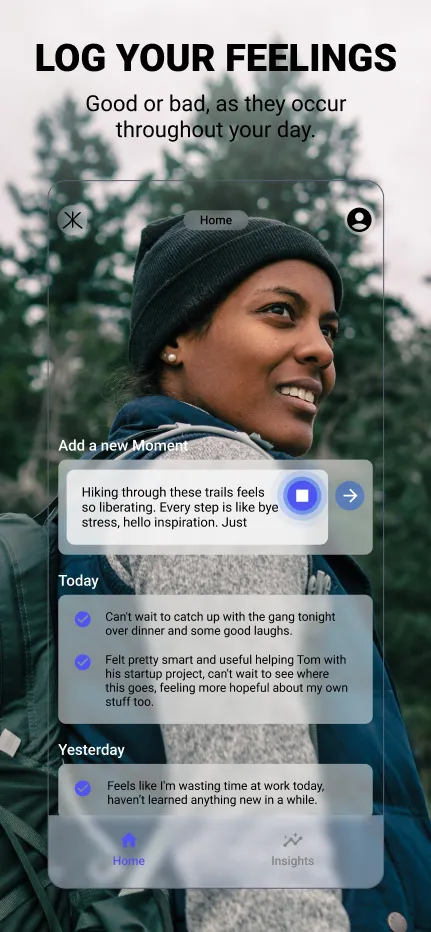 LOG YOUR FEELINGS
Good or bad, as they occur
throughout your day.
Home
Add a new Moment
Hiking through these trails feels
so liberating. Every step is like bye
stress, hello inspiration. Just
Today
Can't wait to catch up with the gang tonight
over dinner and some good laughs.
Felt pretty smart and useful helping Tom with
his startup project, can't wait to see where
this goes, feeling more hopeful about my own
stuff too.
Yesterday
Feels like I'm wasting time at work today,
haven't learned anything new in a while.
Home
Insights